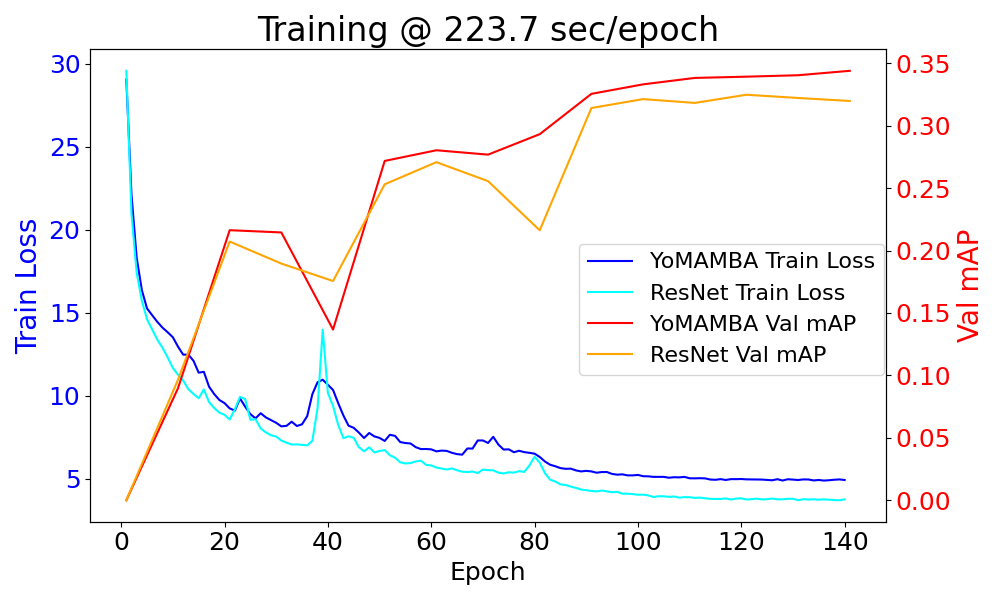 Training @ 223.7 sec/epoch
30
25
20
15
10
5
Train Loss
0.35
0.30
0.25
0.20
0.15
0.10
0.05
0.00
Val mAP
YoMAMBA Train Loss
ResNet Train Loss
YoMAMBA Val mAP
ResNet Val mAP
0 20 40 60 80 100 120 140
Epoch